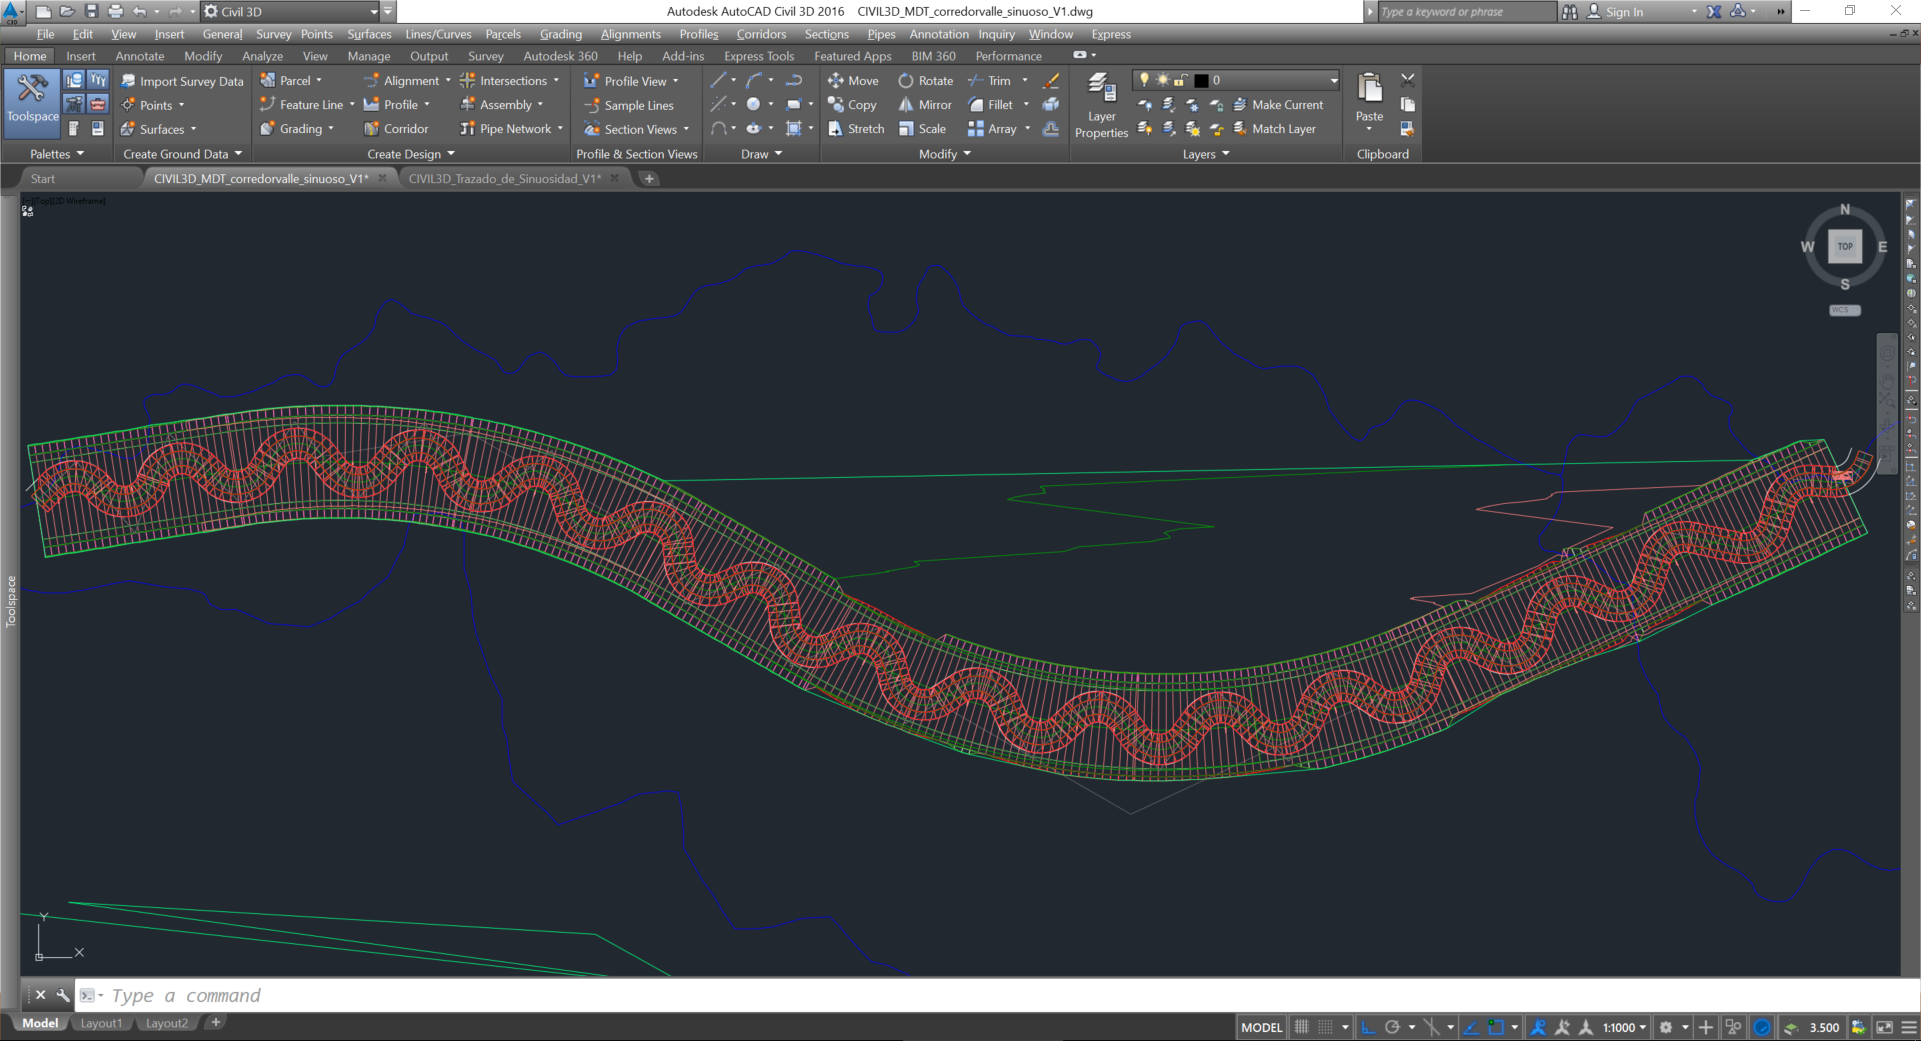 Civil 3D
Autodesk AutoCAD Civil 3D 2016 CIVIL3D_MDT_corredorvalle_sinuoso_V1.dwg
Type a keyword or phrase
Sign In
File Edit View Insert General Survey Points Surfaces Lines/Curves Parcels Grading Alignments Profiles Corridors Sections Pipes Annotation Inquiry Window Express
Home Insert Annotate Modify Analyze View Manage Output Survey Autodesk 360 Help Add-ins Express Tools Featured Apps BIM 360 Performance
Import Survey Data Parcel Alignment Intersections Profile View Move Rotate Trim 0
Toolspace Points Feature Line Profile Assembly Sample Lines Copy Mirror Fillet Layer Properties Make Current Paste
Surfaces Grading Corridor Pipe Network Section Views Stretch Scale Array Match Layer
Palettes Create Ground Data Create Design Profile & Section Views Draw Modify Layers Clipboard
Start CIVIL3D_MDT_corredorvalle_sinuoso_V1* CIVIL3D_Trazado_de_Sinuosidad_V1* +
[-][Top][2D Wireframe]
N
W TOP E
S
WCS
Toolspace
Y
X
Type a command
Model Layout1 Layout2 +
MODEL 1:1000 3.500